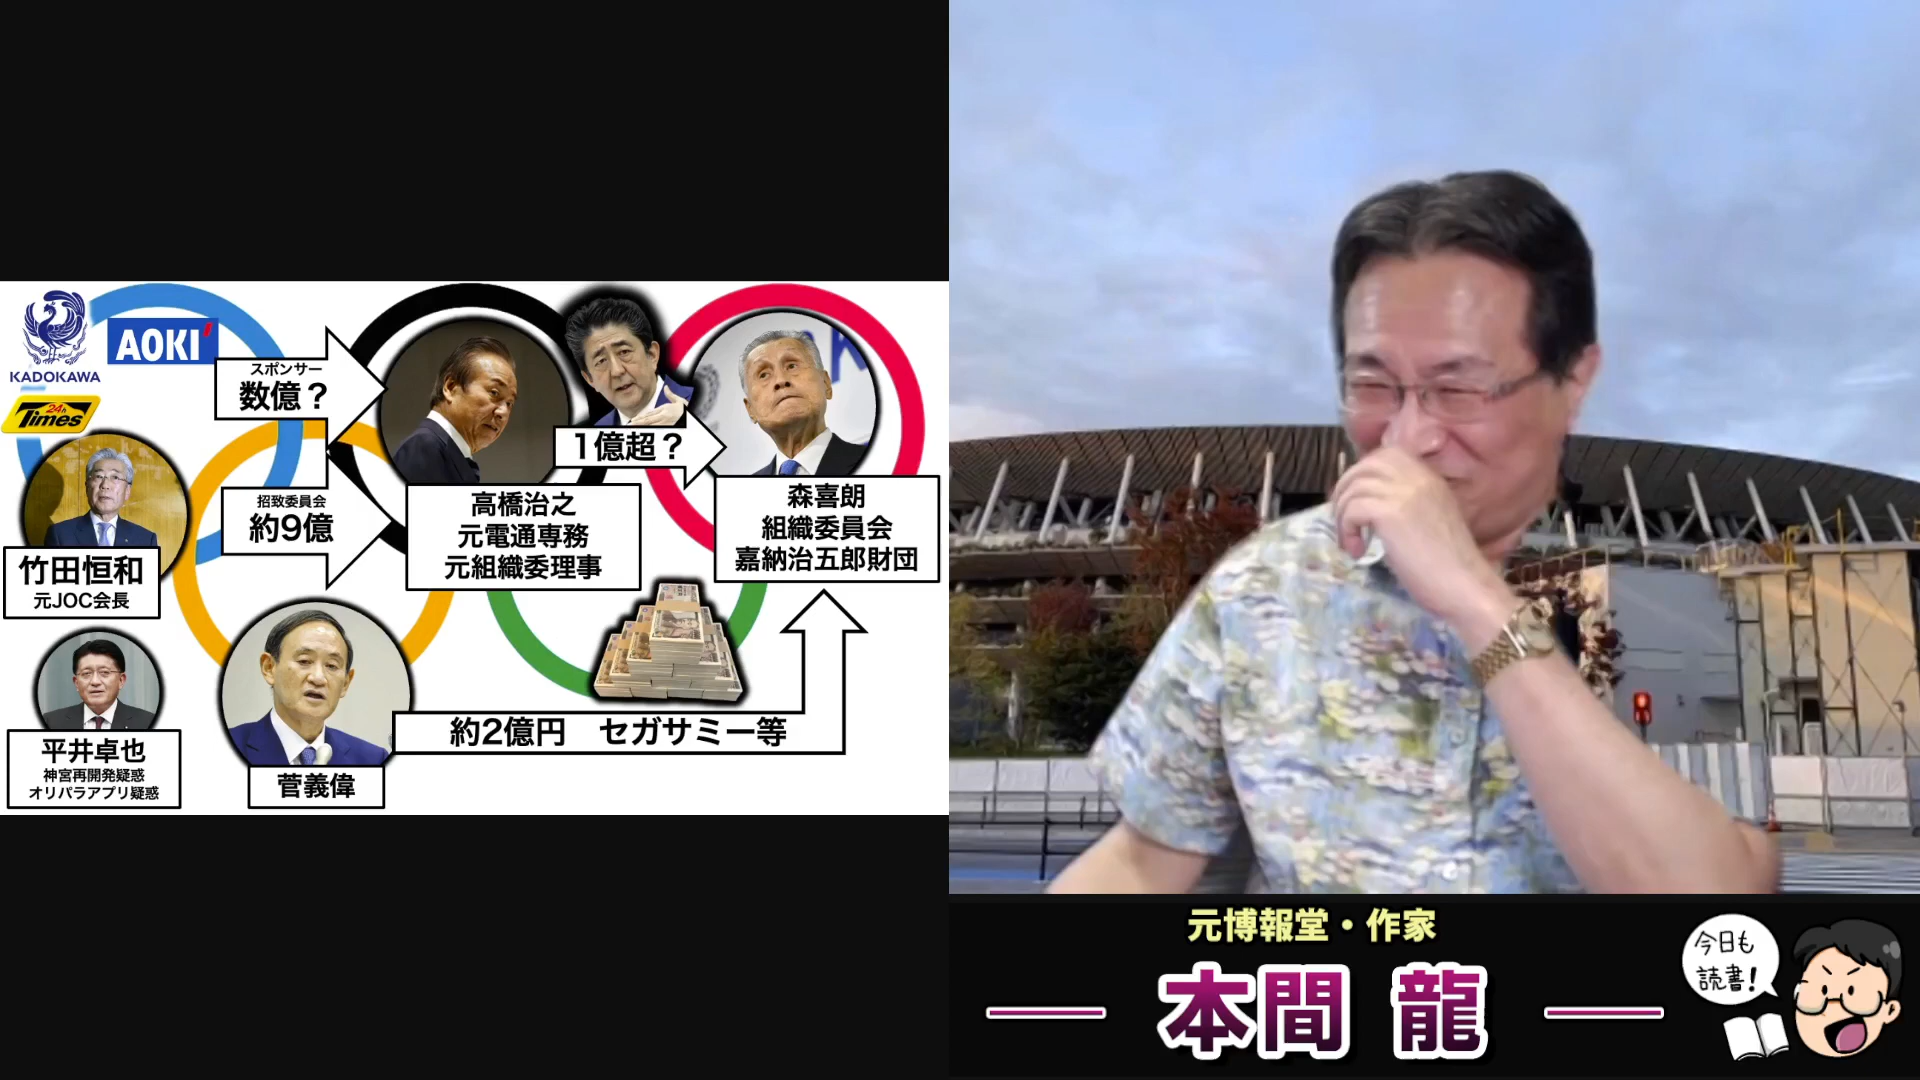 KADOKAWA
AOKI
24h
Times
スポンサー
数億？
1億超？
招致委員会
約9億
竹田恒和
元JOC会長
高橋治之
元電通専務
元組織委理事
森喜朗
組織委員会
嘉納治五郎財団
平井卓也
神宮再開発疑惑
オリパラアプリ疑惑
菅義偉
約2億円　セガサミー等
元博報堂・作家
本間 龍
今日も
読書!